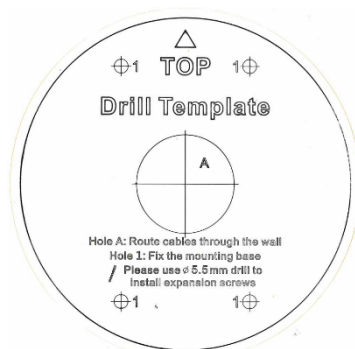 1 TOP 1
Drill Template
A
Hole A: Route cables through the wall
Hole 1: Fix the mounting base
Please use ø 5.5mm drill to
install expansion screws
1 1